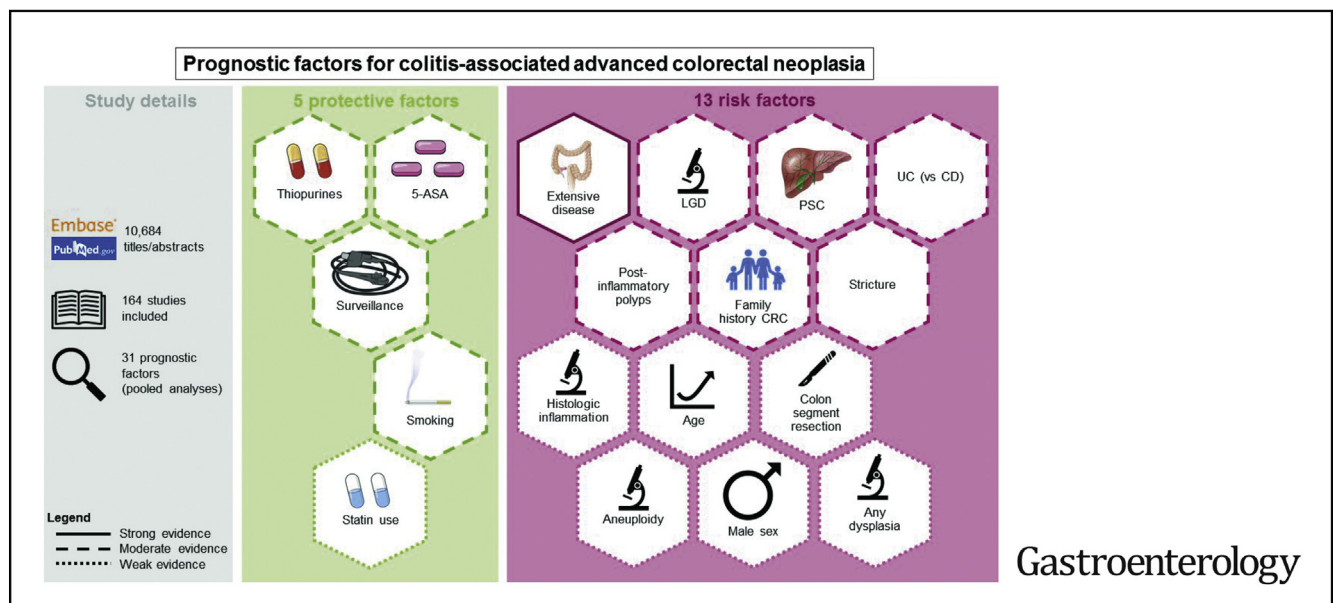 Prognostic factors for colitis-associated advanced colorectal neoplasia
Study details
Embase®
PubMed.gov
10,684
titles/abstracts
164 studies
included
31 prognostic
factors
(pooled analyses)
Legend
Strong evidence
Moderate evidence
Weak evidence
5 protective factors
Thiopurines
5-ASA
Surveillance
Smoking
Statin use
13 risk factors
Extensive
disease
LGD
PSC
UC (vs CD)
Post-
inflammatory
polyps
Family
history CRC
Stricture
Histologic
inflammation
Age
Colon
segment
resection
Aneuploidy
Male sex
Any
dysplasia
Gastroenterology